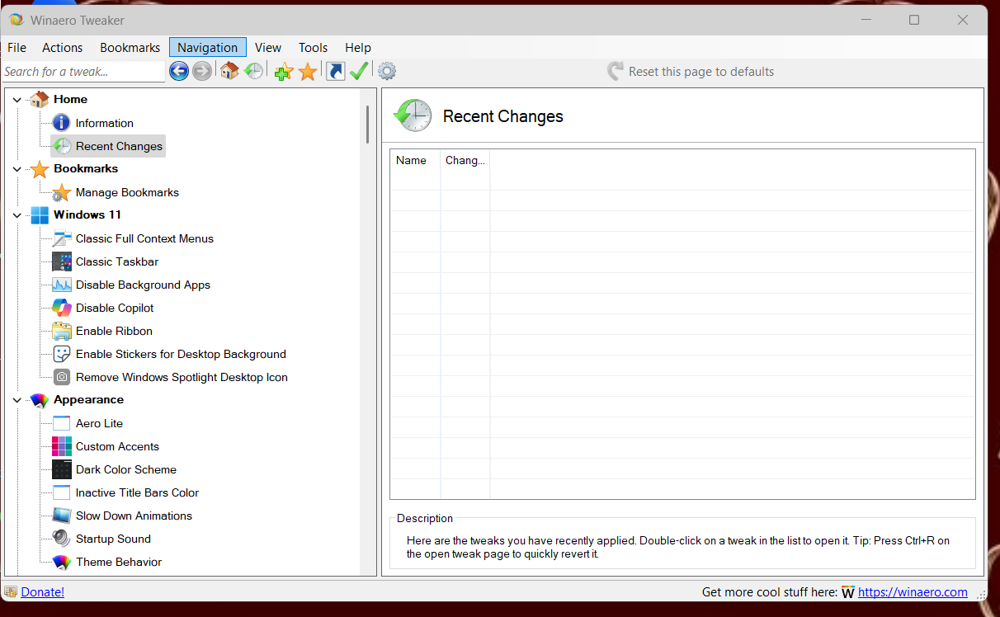 Winaero Tweaker
File Actions Bookmarks Navigation View Tools Help
Search for a tweak...
Reset this page to defaults
Home
Information
Recent Changes
Bookmarks
Manage Bookmarks
Windows 11
Classic Full Context Menus
Classic Taskbar
Disable Background Apps
Disable Copilot
Enable Ribbon
Enable Stickers for Desktop Background
Remove Windows Spotlight Desktop Icon
Appearance
Aero Lite
Custom Accents
Dark Color Scheme
Inactive Title Bars Color
Slow Down Animations
Startup Sound
Theme Behavior
Recent Changes
Name Chang...
Description
Here are the tweaks you have recently applied. Double-click on a tweak in the list to open it. Tip: Press Ctrl+R on
the open tweak page to quickly revert it.
Donate!
Get more cool stuff here: W https://winaero.com